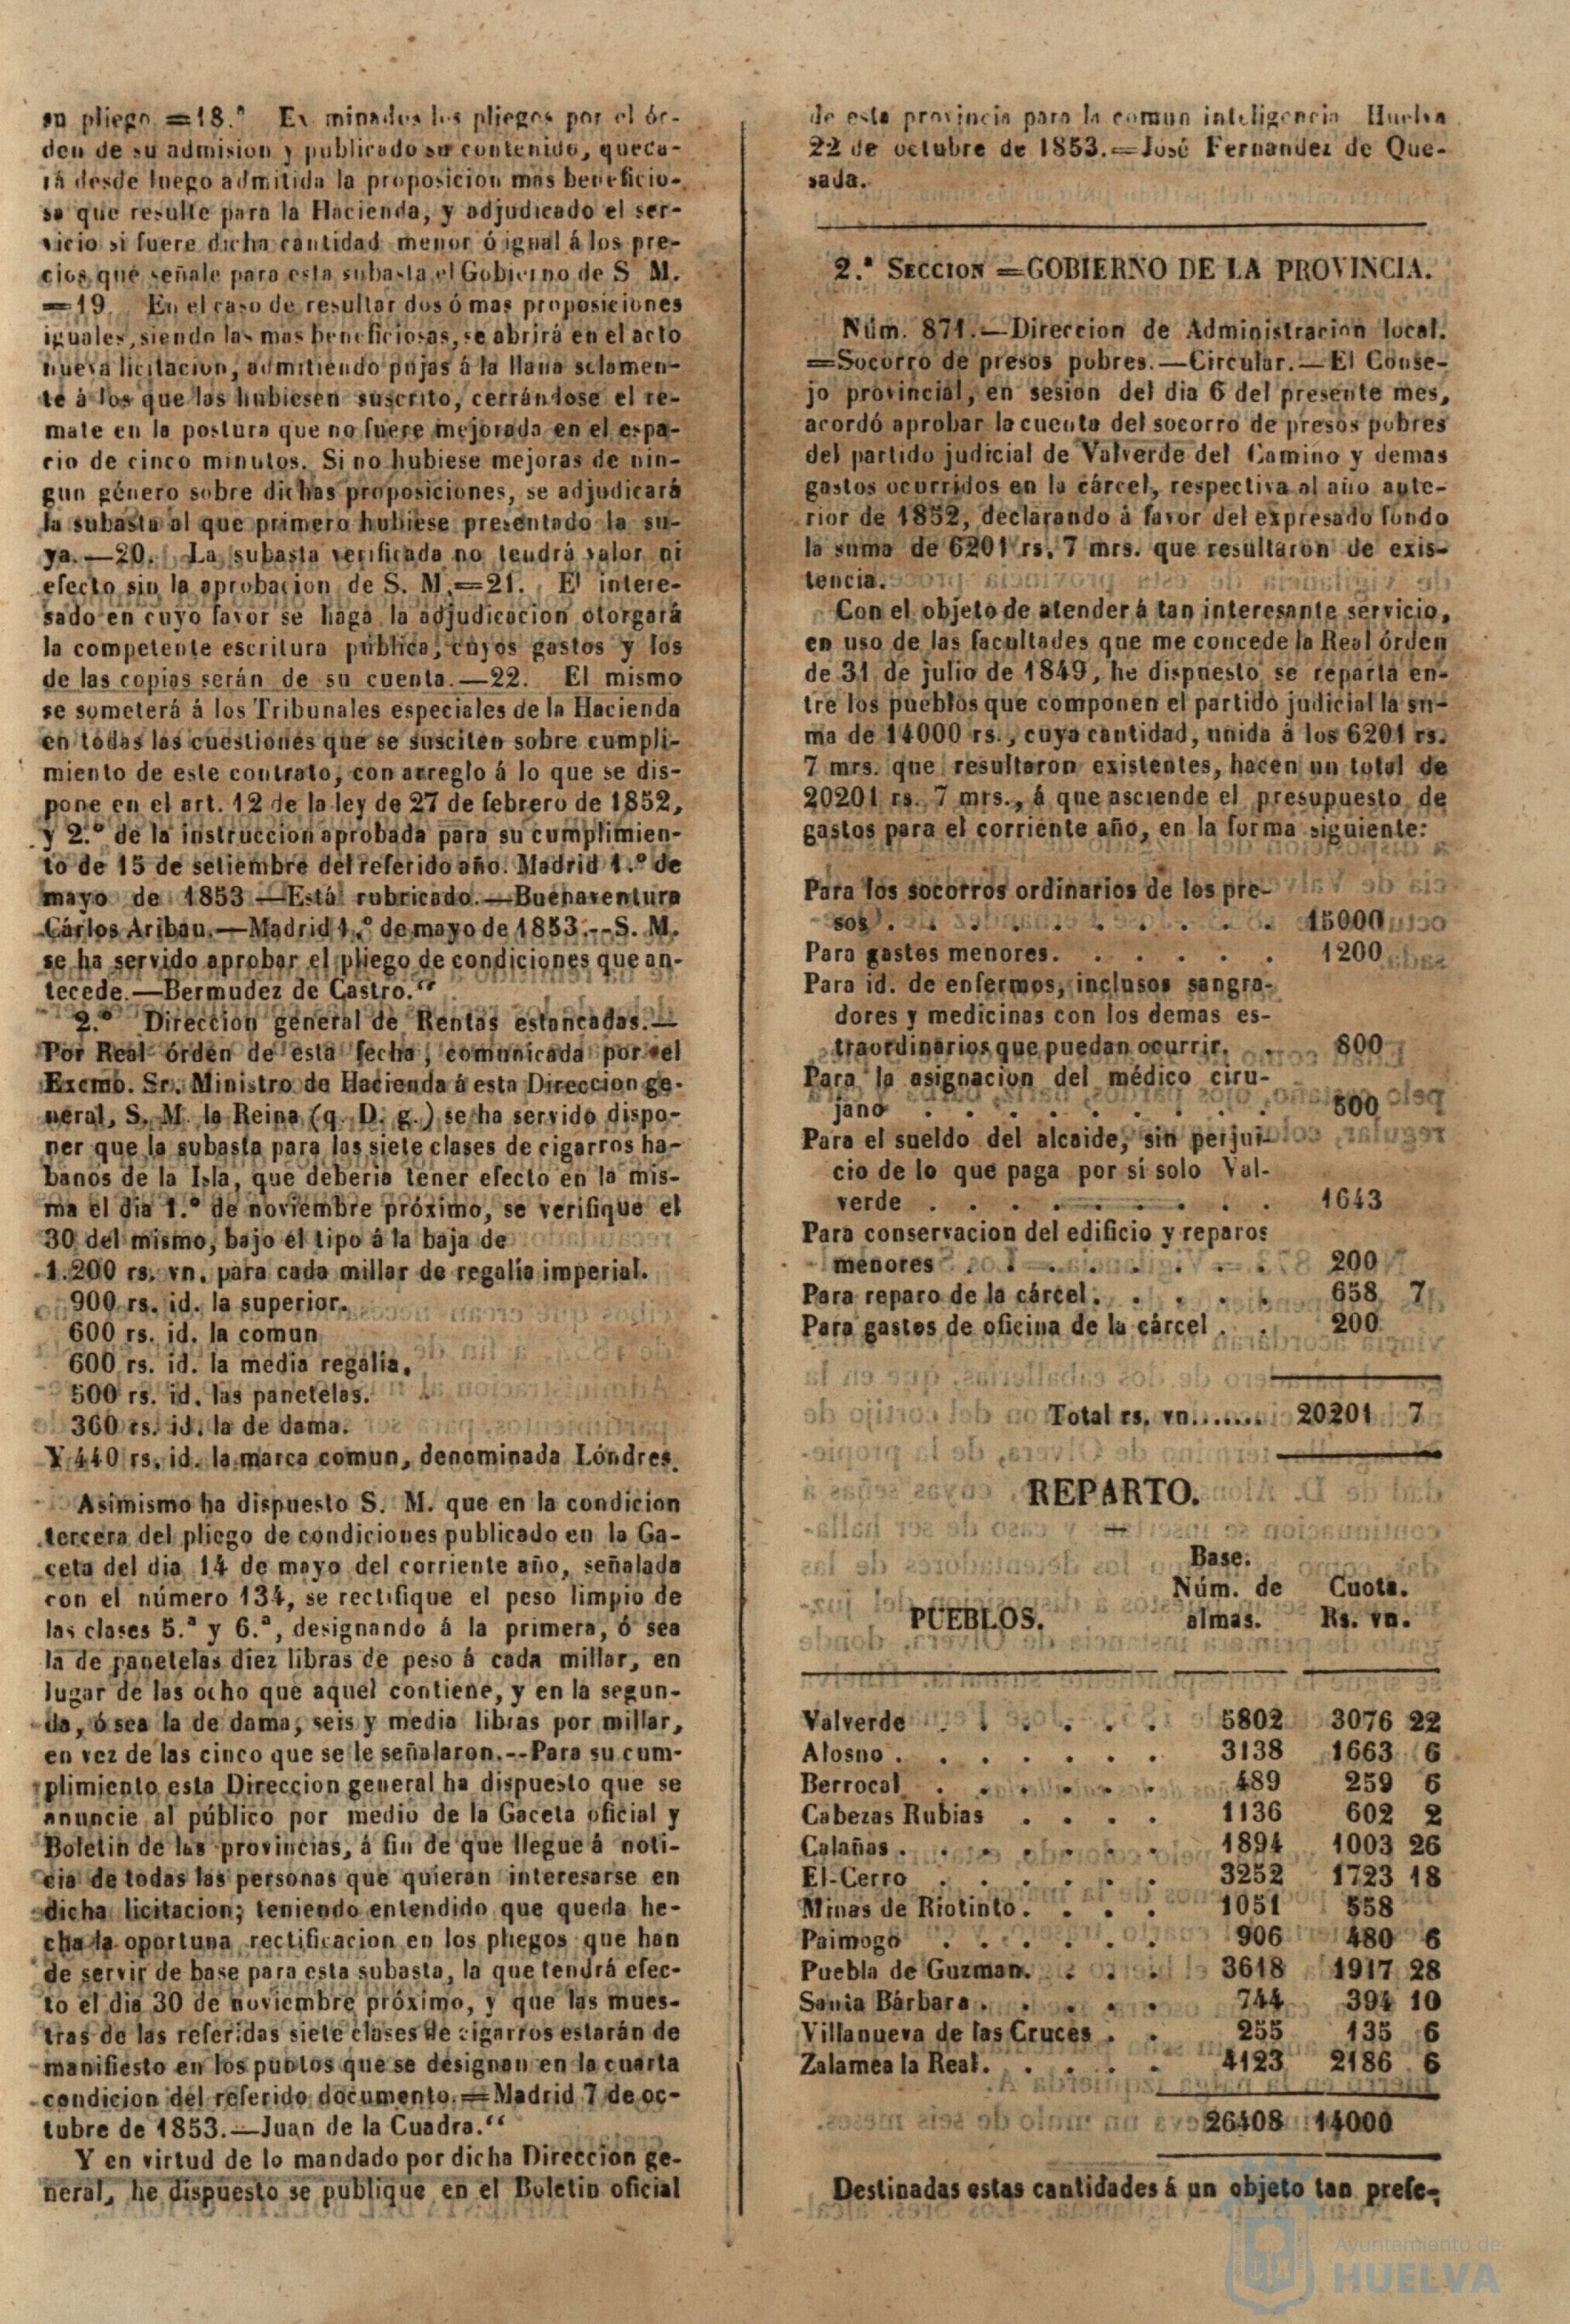 su pliego.=18.ª Ex minados los pliegos por el ór-
den de su admision y publicado su contenido, queda-
rá desde luego admitida la proposicion mas beneficio-
sa que resulte para la Hacienda, y adjudicado el ser-
vicio si fuere dicha cantidad menor ó igual á los pre-
cios que señale para esta subasta el Gobierno de S. M.
=19. En el caso de resultar dos ó mas proposiciones
iguales, siendo las mas beneficiosas, se abrirá en el acto
nueva licitacion, admitiendo pujas á la llana solamen-
te á los que las hubiesen suscrito, cerrándose el re-
mate en la postura que no fuere mejorada en el espa-
cio de cinco minutos. Si no hubiese mejoras de nin-
gun género sobre dichas proposiciones, se adjudicará
la subasta al que primero hubiese presentado la su-
ya.—20. La subasta verificada no tendrá valor ni
efecto sin la aprobacion de S. M.=21. El intere-
sado en cuyo favor se haga la adjudicacion otorgará
la competente escritura pública, cuyos gastos y los
de las copias serán de su cuenta.—22. El mismo
se someterá á los Tribunales especiales de la Hacienda
en todas las cuestiones que se susciten sobre cumpli-
miento de este contrato, con arreglo á lo que se dis-
pone en el art. 12 de la ley de 27 de febrero de 1852,
y 2.º de la instruccion aprobada para su cumplimien-
to de 15 de setiembre del referido año. Madrid 1.º de
mayo de 1853—Está rubricado.—Buenaventura
Cárlos Aribau.—Madrid 1.º de mayo de 1853.--S. M.
se ha servido aprobar el pliego de condiciones que an-
tecede.—Bermudez de Castro.“
2.º Direccion general de Rentas estancadas.—
Por Real órden de esta fecha, comunicada por el
Excmo. Sr. Ministro de Hacienda á esta Direccion ge-
neral, S. M. la Reina (q. D. g.) se ha servido dispo-
ner que la subasta para las siete clases de cigarros ha-
banos de la Isla, que deberia tener efecto en la mis-
ma el dia 1.º de noviembre próximo, se verifique el
30 del mismo, bajo el tipo á la baja de
1.200 rs. vn. para cada millar de regalía imperial.
900 rs. id. la superior.
600 rs. id. la comun
600 rs. id. la media regalía.
500 rs. id. las panetelas.
360 rs. id. la de dama.
Y 440 rs. id. la marca comun, denominada Lóndres.
Asimismo ha dispuesto S. M. que en la condicion
tercera del pliego de condiciones publicado en la Ga-
ceta del dia 14 de mayo del corriente año, señalada
con el número 134, se rectifique el peso limpio de
las clases 5.ª y 6.ª, designando á la primera, ó sea
la de panetelas diez libras de peso á cada millar, en
lugar de las ocho que aquel contiene, y en la segun-
da, ó sea la de dama, seis y media libras por millar,
en vez de las cinco que se le señalaron.--Para su cum-
plimiento esta Direccion general ha dispuesto que se
anuncie al público por medio de la Gaceta oficial y
Boletin de las provincias, á fin de que llegue á noti-
cia de todas las personas que quieran interesarse en
dicha licitacion; teniendo entendido que queda he-
cha la oportuna rectificacion en los pliegos que han
de servir de base para esta subasta, la que tendrá efec-
to el dia 30 de noviembre próximo, y que las mues-
tras de las referidas siete clases de cigarros estarán de
manifiesto en los puntos que se designan en la cuarta
condicion del referido documento.=Madrid 7 de oc-
tubre de 1853.—Juan de la Cuadra.“
Y en virtud de lo mandado por dicha Direccion ge-
neral, he dispuesto se publique en el Boletin oficial
de esta provincia para la comun inteligencia Huelva
22 de octubre de 1853.=José Fernandez de Que-
sada.
2.ª SECCION=GOBIERNO DE LA PROVINCIA.
Núm. 871.—Direccion de Administracion local.
=Socorro de presos pobres.—Circular.—El Conse-
jo provincial, en sesion del dia 6 del presente mes,
acordó aprobar la cuenta del socorro de presos pobres
del partido judicial de Valverde del Camino y demas
gastos ocurridos en la cárcel, respectiva al año ante-
rior de 1852, declarando á favor del expresado fondo
la suma de 6201 rs. 7 mrs. que resultaron de exis-
tencia.
Con el objeto de atender á tan interesante servicio,
en uso de las facultades que me concede la Real órden
de 31 de julio de 1849, he dispuesto se reparta en-
tre los pueblos que componen el partido judicial la su-
ma de 14000 rs., cuya cantidad, unida á los 6201 rs.
7 mrs. que resultaron existentes, hacen un total de
20201 rs. 7 mrs., á que asciende el presupuesto de
gastos para el corriente año, en la forma siguiente:
Para los socorros ordinarios de los pre-
sos. . . . . . . . . . . 15000
Para gastos menores. . . . . . . 1200
Para id. de enfermos, inclusos sangra-
dores y medicinas con los demas es-
traordinarios que puedan ocurrir. . 800
Para la asignacion del médico ciru-
jano . . . . . . . . . . 500
Para el sueldo del alcaide, sin perjui-
cio de lo que paga por si solo Val-
verde . . . . . . . . . . 1643
Para conservacion del edificio y reparos
menores . . . . . . . . . 200
Para reparo de la cárcel. . . . . . 658 7
Para gastos de oficina de la cárcel . . 200
Total rs. vn....... 20201 7
REPARTO.
Base.
Núm. de Cuota.
PUEBLOS. almas. Rs. vn.
Valverde . . . . . . 5802 3076 22
Alosno . . . . . . . 3138 1663 6
Berrocal . . . . . . 489 259 6
Cabezas Rubias . . . . 1136 602 2
Calañas . . . . . . . 1894 1003 26
El-Cerro . . . . . . 3252 1723 18
Minas de Riotinto. . . . 1051 558
Paimogo . . . . . . 906 480 6
Puebla de Guzman. . . . 3618 1917 28
Santa Bárbara . . . . . 744 394 10
Villanueva de las Cruces . . 255 135 6
Zalamea la Real. . . . . 4123 2186 6
26408 14000
Destinadas estas cantidades á un objeto tan prefe-
Ayuntamiento de
HUELVA